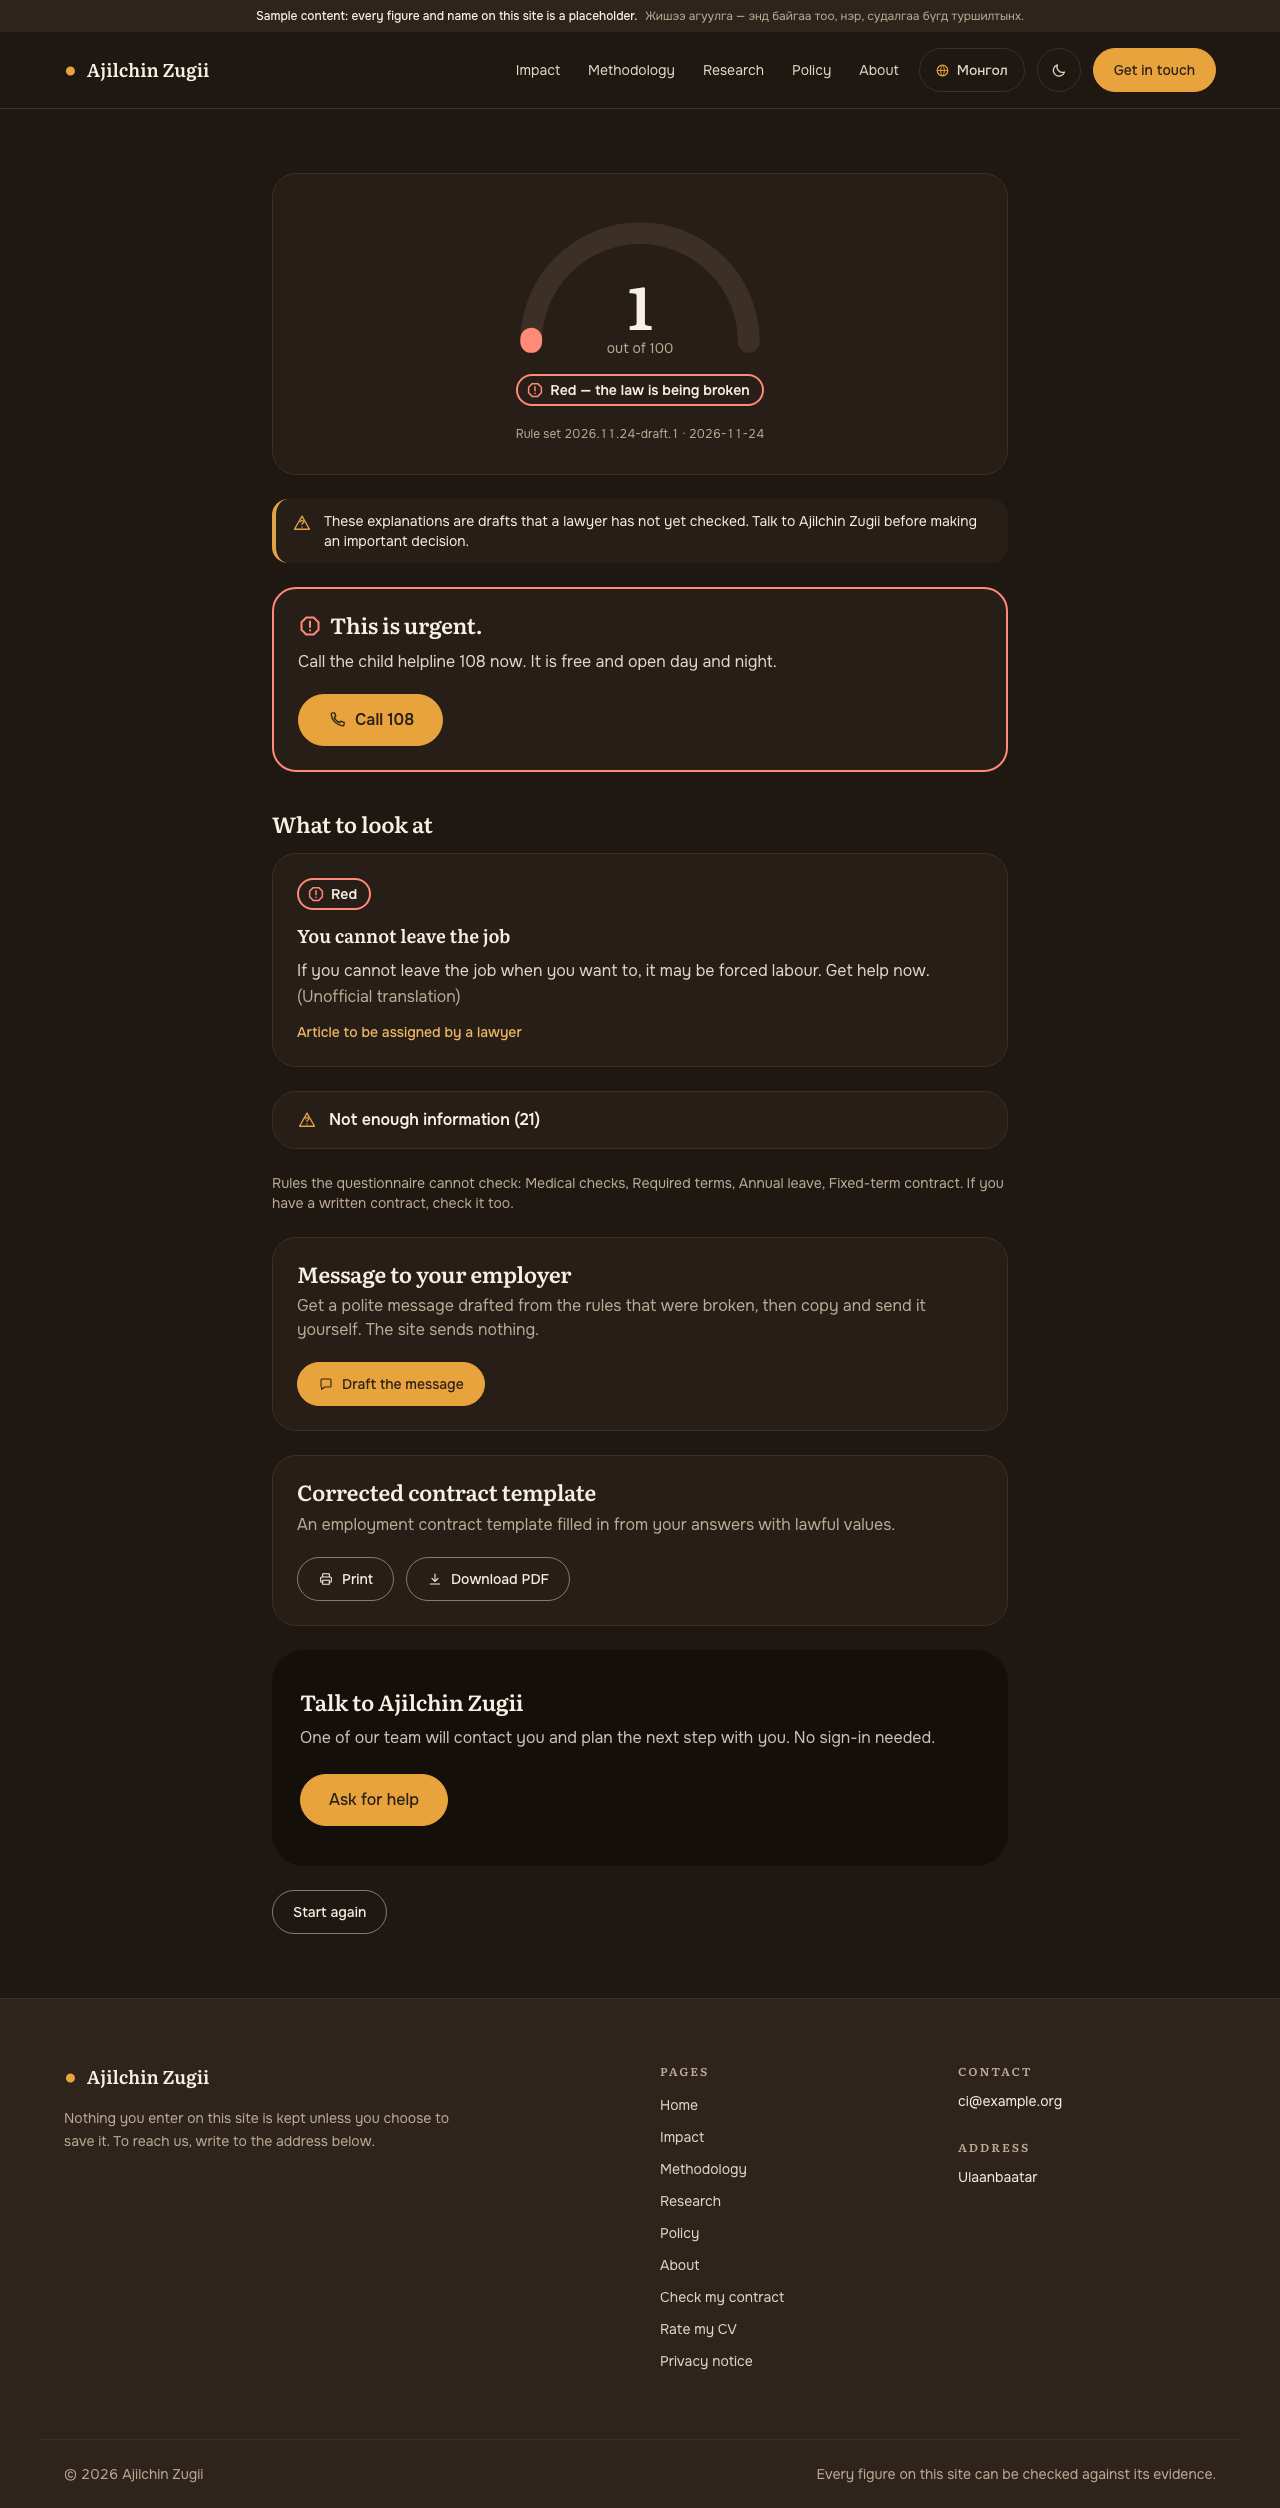 Sample content: every figure and name on this site is a placeholder. Жишээ агуулга — энд байгаа тоо, нэр, судалгаа бүгд туршилтынх.
Ajilchin Zugii
Impact Methodology Research Policy About Монгол Get in touch
1
out of 100
Red — the law is being broken
Rule set 2026.11.24-draft.1 · 2026-11-24
These explanations are drafts that a lawyer has not yet checked. Talk to Ajilchin Zugii before making
an important decision.
This is urgent.
Call the child helpline 108 now. It is free and open day and night.
Call 108
What to look at
Red
You cannot leave the job
If you cannot leave the job when you want to, it may be forced labour. Get help now.
(Unofficial translation)
Article to be assigned by a lawyer
Not enough information (21)
Rules the questionnaire cannot check: Medical checks, Required terms, Annual leave, Fixed-term contract. If you
have a written contract, check it too.
Message to your employer
Get a polite message drafted from the rules that were broken, then copy and send it
yourself. The site sends nothing.
Draft the message
Corrected contract template
An employment contract template filled in from your answers with lawful values.
Print Download PDF
Talk to Ajilchin Zugii
One of our team will contact you and plan the next step with you. No sign-in needed.
Ask for help
Start again
Ajilchin Zugii
Nothing you enter on this site is kept unless you choose to
save it. To reach us, write to the address below.
PAGES
Home
Impact
Methodology
Research
Policy
About
Check my contract
Rate my CV
Privacy notice
CONTACT
ci@example.org
ADDRESS
Ulaanbaatar
© 2026 Ajilchin Zugii
Every figure on this site can be checked against its evidence.